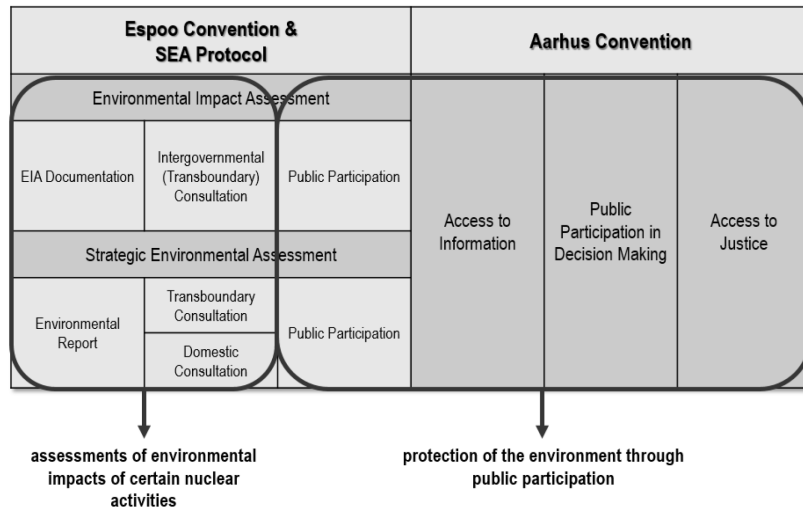 Espoo Convention &
SEA Protocol
Aarhus Convention
Environmental Impact Assessment
EIA Documentation
Intergovernmental
(Transboundary)
Consultation
Public Participation
Strategic Environmental Assessment
Environmental
Report
Transboundary
Consultation
Domestic
Consultation
Public Participation
Access to
Information
Public
Participation in
Decision Making
Access to
Justice
assessments of environmental
impacts of certain nuclear
activities
protection of the environment through
public participation